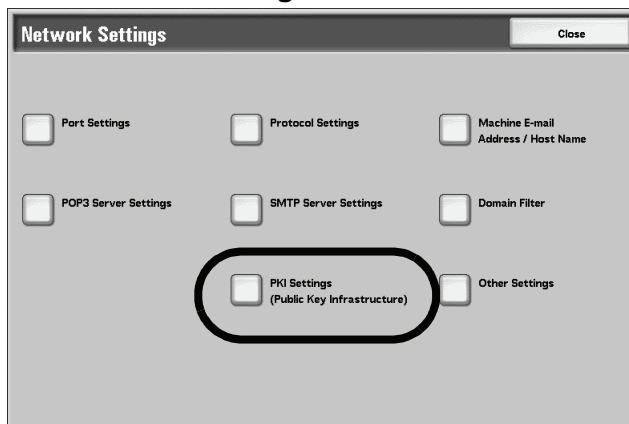 Network Settings
Close
Port Settings
Protocol Settings
Machine E-mail
Address / Host Name
POP3 Server Settings
SMTP Server Settings
Domain Filter
PKI Settings
(Public Key Infrastructure)
Other Settings